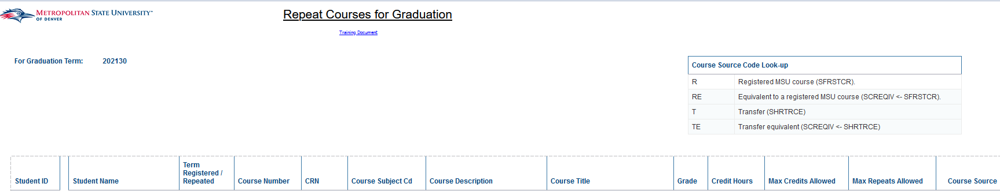 METROPOLITAN STATE UNIVERSITY™
OF DENVER
Repeat Courses for Graduation
Training Document
For Graduation Term: 202130
Course Source Code Look-up
R Registered MSU course (SFRSTCR).
RE Equivalent to a registered MSU course (SCREQIV <- SFRSTCR).
T Transfer (SHRTRCE)
TE Transfer equivalent (SCREQIV <- SHRTRCE)
Term
Registered /
Student ID Student Name Repeated Course Number CRN Course Subject Cd Course Description Course Title Grade Credit Hours Max Credits Allowed Max Repeats Allowed Course Source